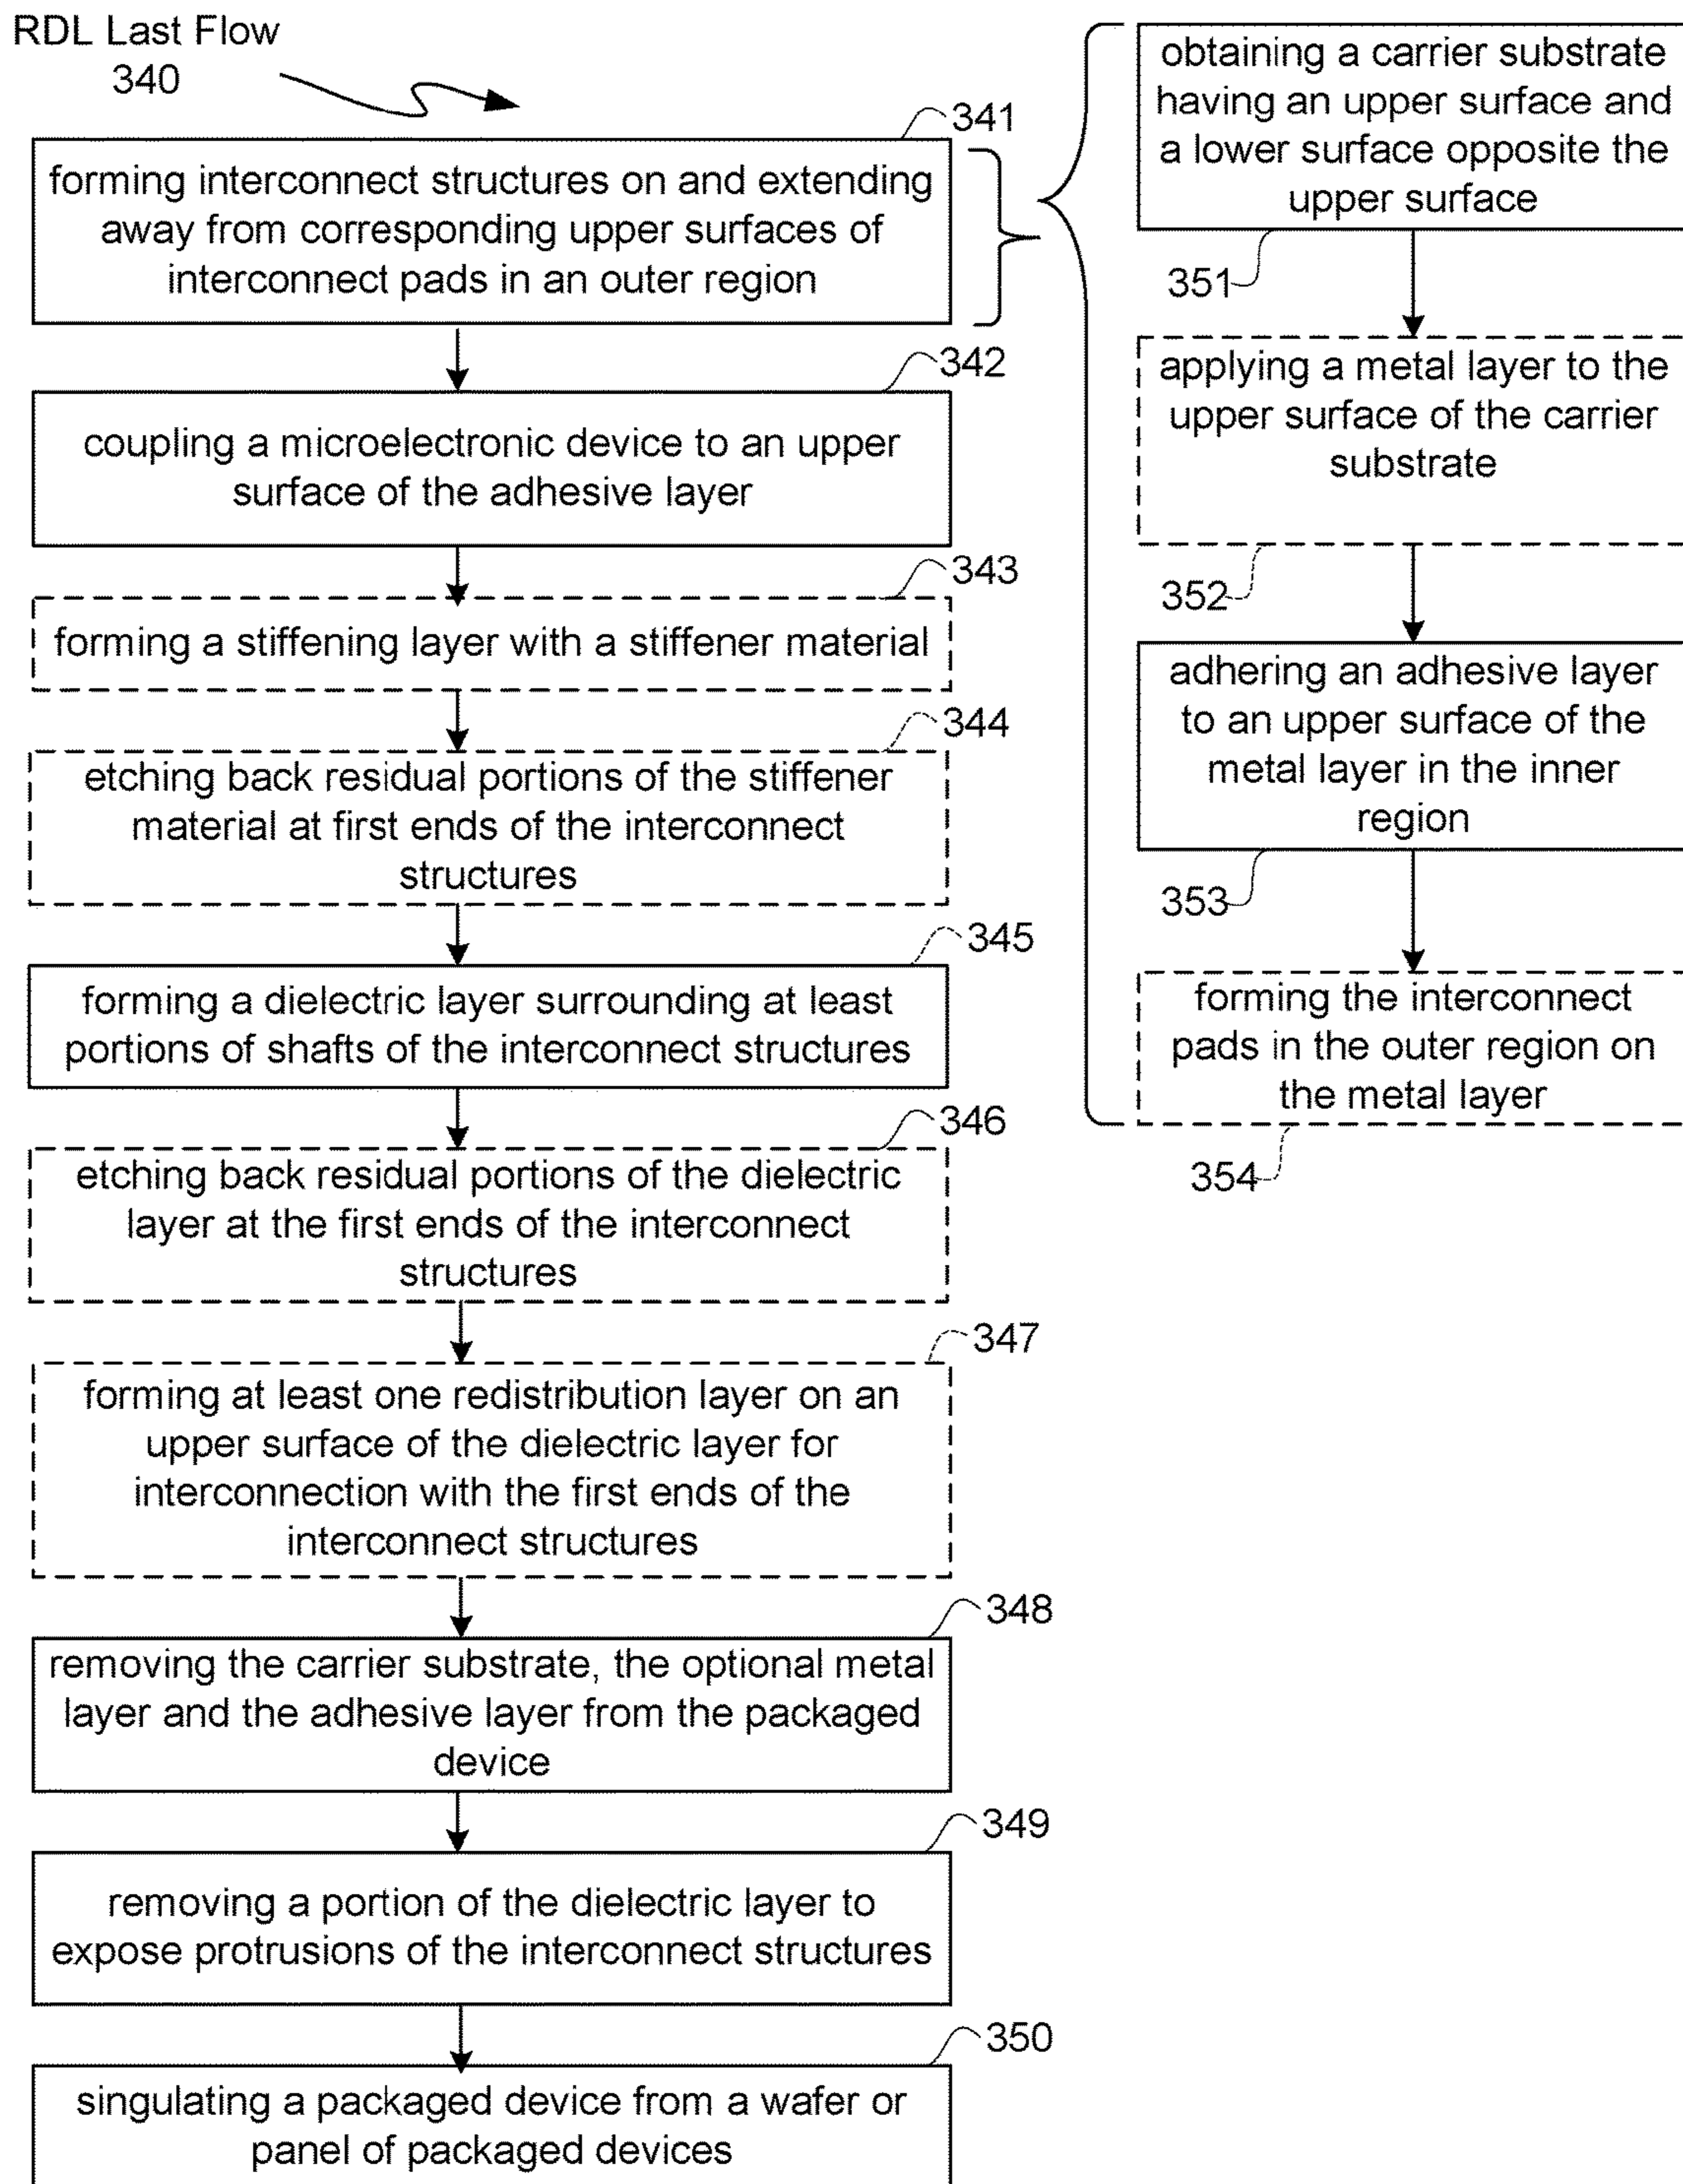 RDL Last Flow
340
341
forming interconnect structures on and extending
away from corresponding upper surfaces of
interconnect pads in an outer region
342
coupling a microelectronic device to an upper
surface of the adhesive layer
343
forming a stiffening layer with a stiffener material
344
etching back residual portions of the stiffener
material at first ends of the interconnect
structures
345
forming a dielectric layer surrounding at least
portions of shafts of the interconnect structures
346
etching back residual portions of the dielectric
layer at the first ends of the interconnect
structures
347
forming at least one redistribution layer on an
upper surface of the dielectric layer for
interconnection with the first ends of the
interconnect structures
348
removing the carrier substrate, the optional metal
layer and the adhesive layer from the packaged
device
349
removing a portion of the dielectric layer to
expose protrusions of the interconnect structures
350
singulating a packaged device from a wafer or
panel of packaged devices
obtaining a carrier substrate
having an upper surface and
a lower surface opposite the
upper surface
351
applying a metal layer to the
upper surface of the carrier
substrate
352
adhering an adhesive layer
to an upper surface of the
metal layer in the inner
region
353
forming the interconnect
pads in the outer region on
the metal layer
354